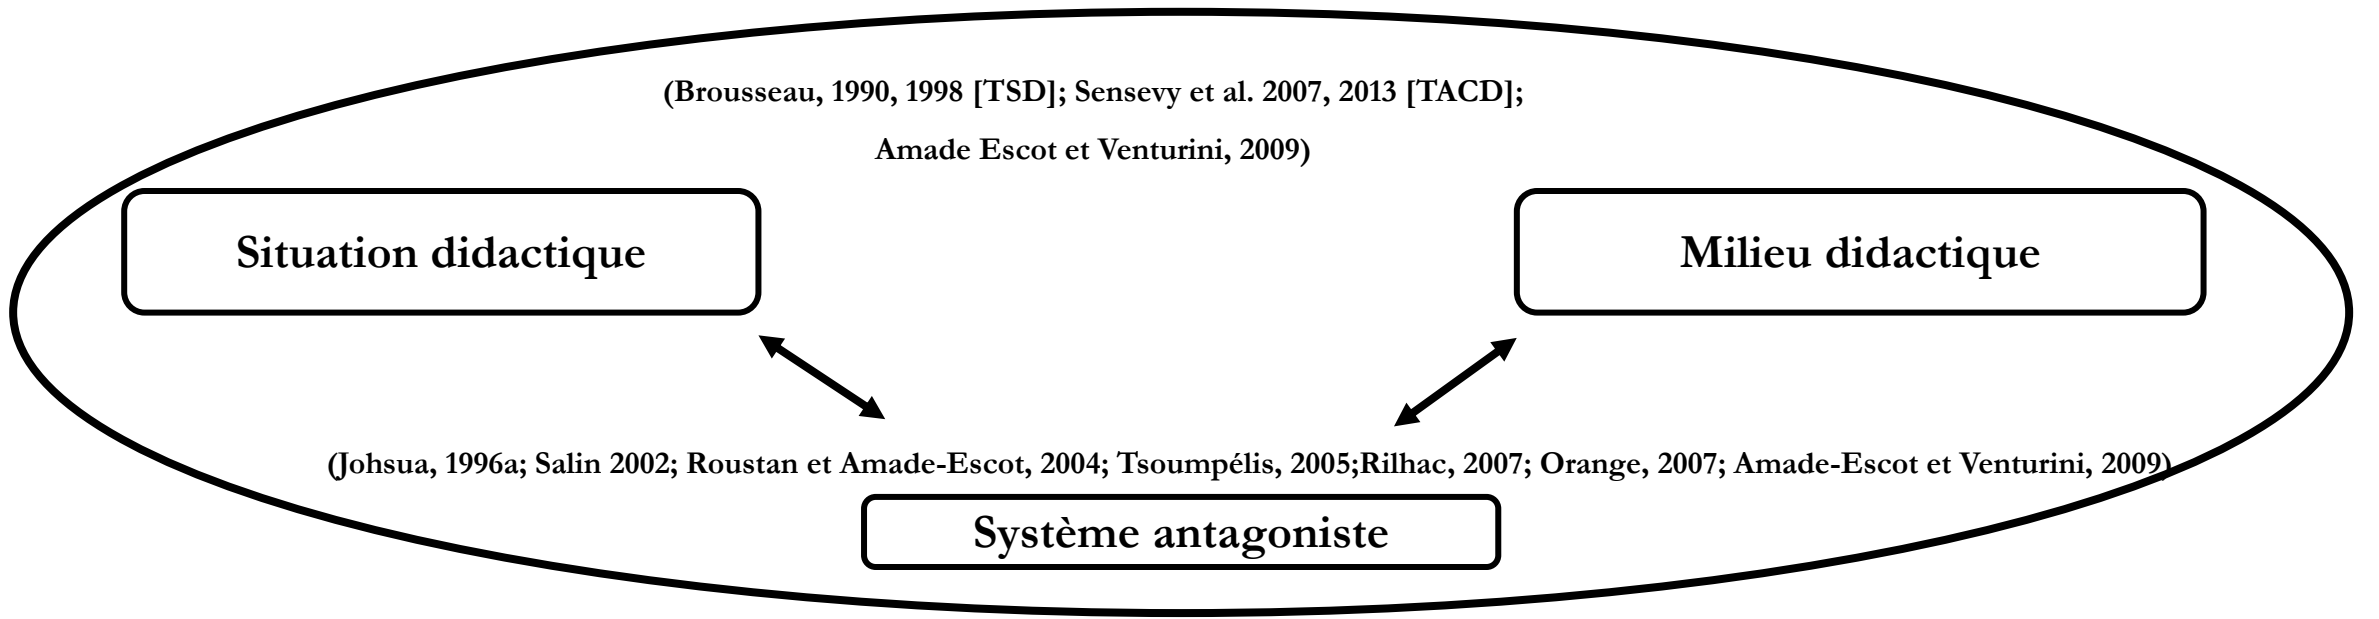 (Brousseau, 1990, 1998 [TSD]; Sensevy et al. 2007, 2013 [TACD];
Amade Escot et Venturini, 2009)
Situation didactique
Milieu didactique
(Johsua, 1996a; Salin 2002; Roustan et Amade-Escot, 2004; Tsoumpélis, 2005;Rilhac, 2007; Orange, 2007; Amade-Escot et Venturini, 2009)
Système antagoniste